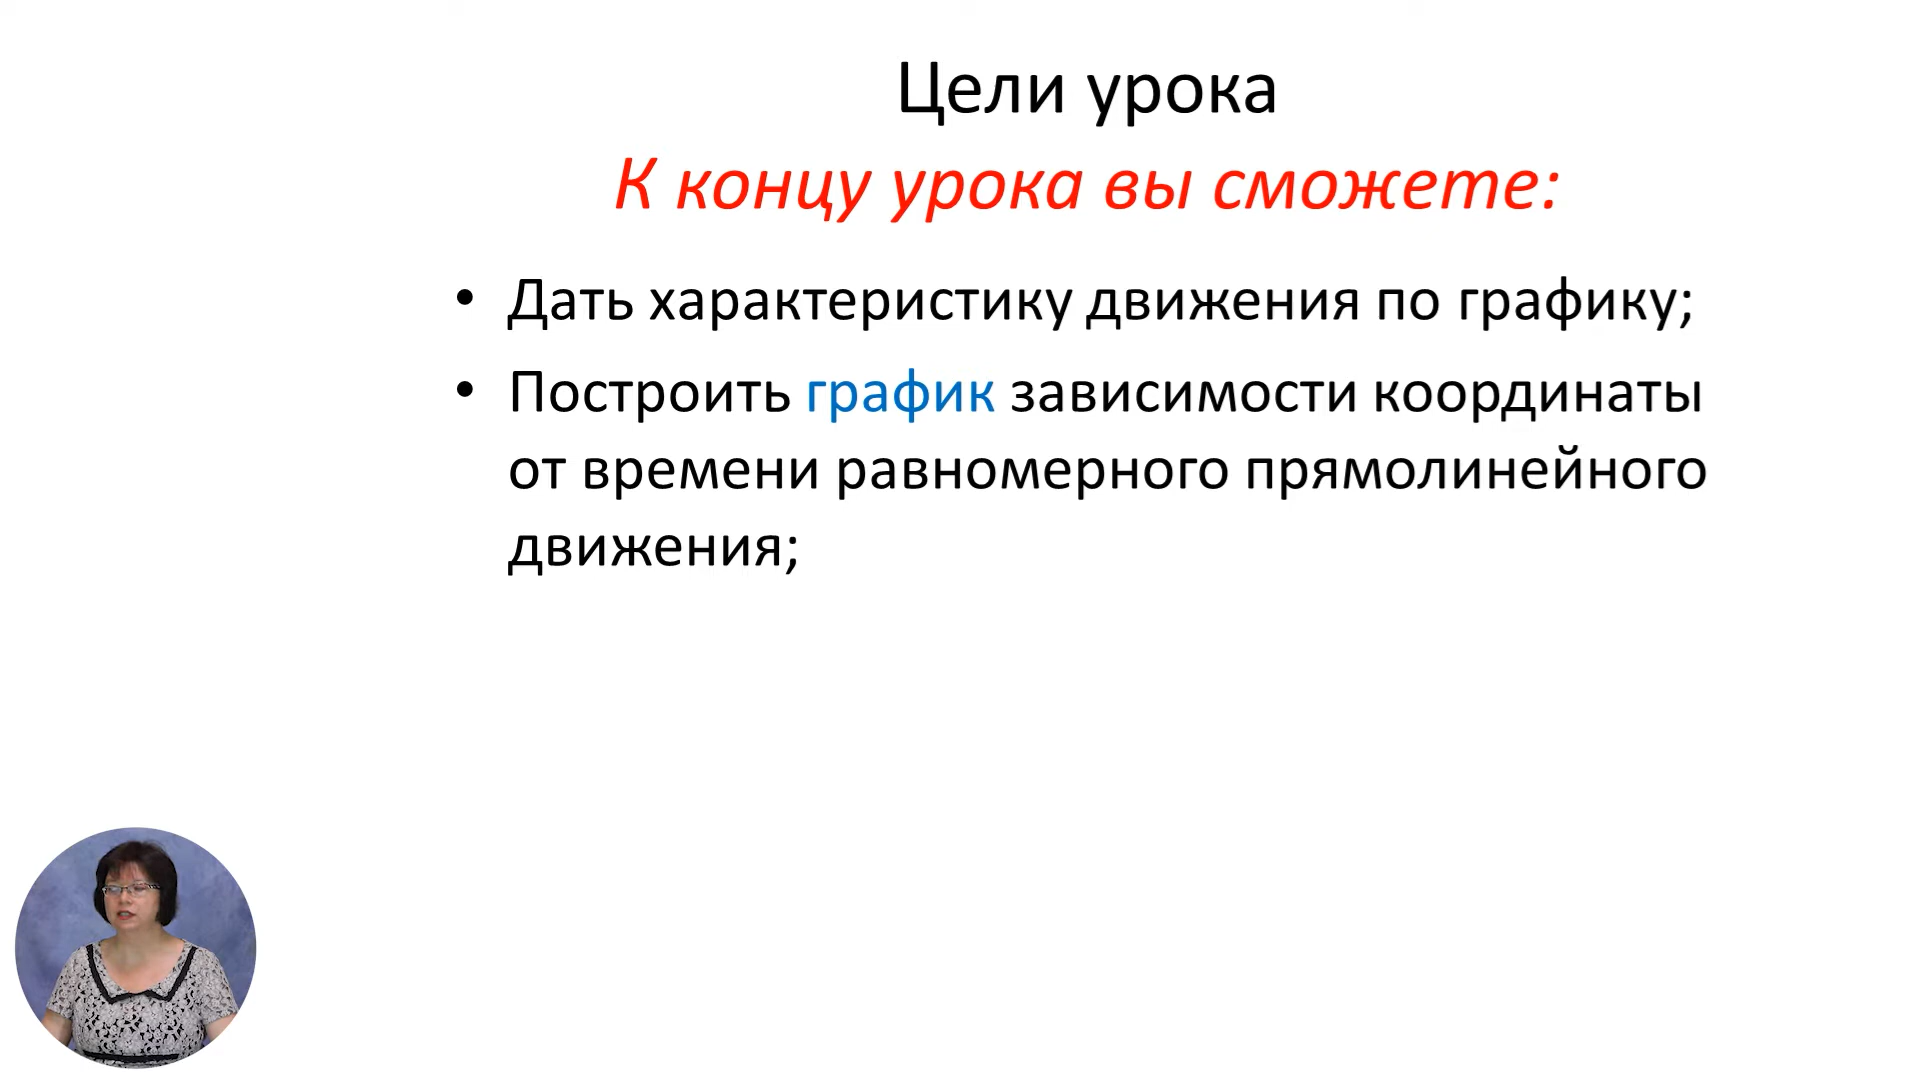 Цели урока
К концу урока вы сможете:
• Дать характеристику движения по графику;
• Построить график зависимости координаты
от времени равномерного прямолинейного
движения;